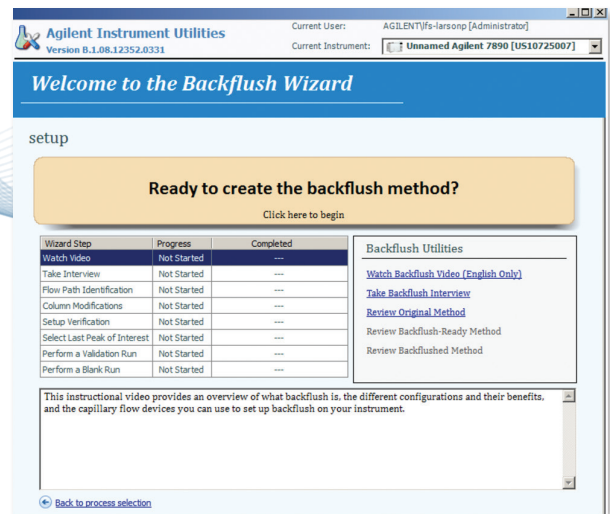 Agilent Instrument Utilities
Version B.1.08.12352.0331
Current User: AGILENT\lfs-larsonp [Administrator]
Current Instrument: Unnamed Agilent 7890 [US10725007]
Welcome to the Backflush Wizard
setup
Ready to create the backflush method?
Click here to begin
Wizard Step Progress Completed
Watch Video Not Started ---
Take Interview Not Started ---
Flow Path Identification Not Started ---
Column Modifications Not Started ---
Setup Verification Not Started ---
Select Last Peak of Interest Not Started ---
Perform a Validation Run Not Started ---
Perform a Blank Run Not Started ---
Backflush Utilities
Watch Backflush Video (English Only)
Take Backflush Interview
Review Original Method
Review Backflush-Ready Method
Review Backflushed Method
This instructional video provides an overview of what backflush is, the different configurations and their benefits,
and the capillary flow devices you can use to set up backflush on your instrument.
Back to process selection